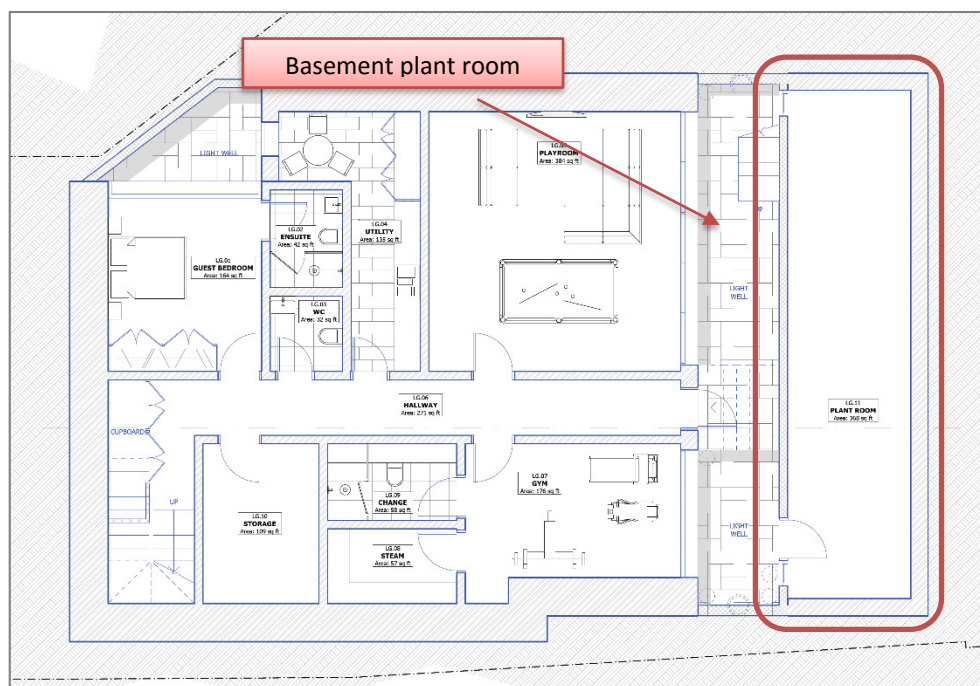 Basement plant room
LIGHT WELL
LG.05
PLAYROOM
Area: 384 sq ft
LG.02
ENSUITE
Area: 42 sq ft
LG.04
UTILITY
Area: 135 sq ft
LG.01
GUEST BEDROOM
Area: 164 sq ft
LG.03
WC
Area: 32 sq ft
LIGHT
WELL
LG.06
HALLWAY
Area: 271 sq ft
LG.11
PLANT ROOM
Area: 368 sq ft
CUPBOARDS
UP
LG.07
GYM
Area: 176 sq ft
LG.09
CHANGE
Area: 58 sq ft
LG.10
STORAGE
Area: 109 sq ft
LG.08
STEAM
Area: 57 sq ft
LIGHT
WELL